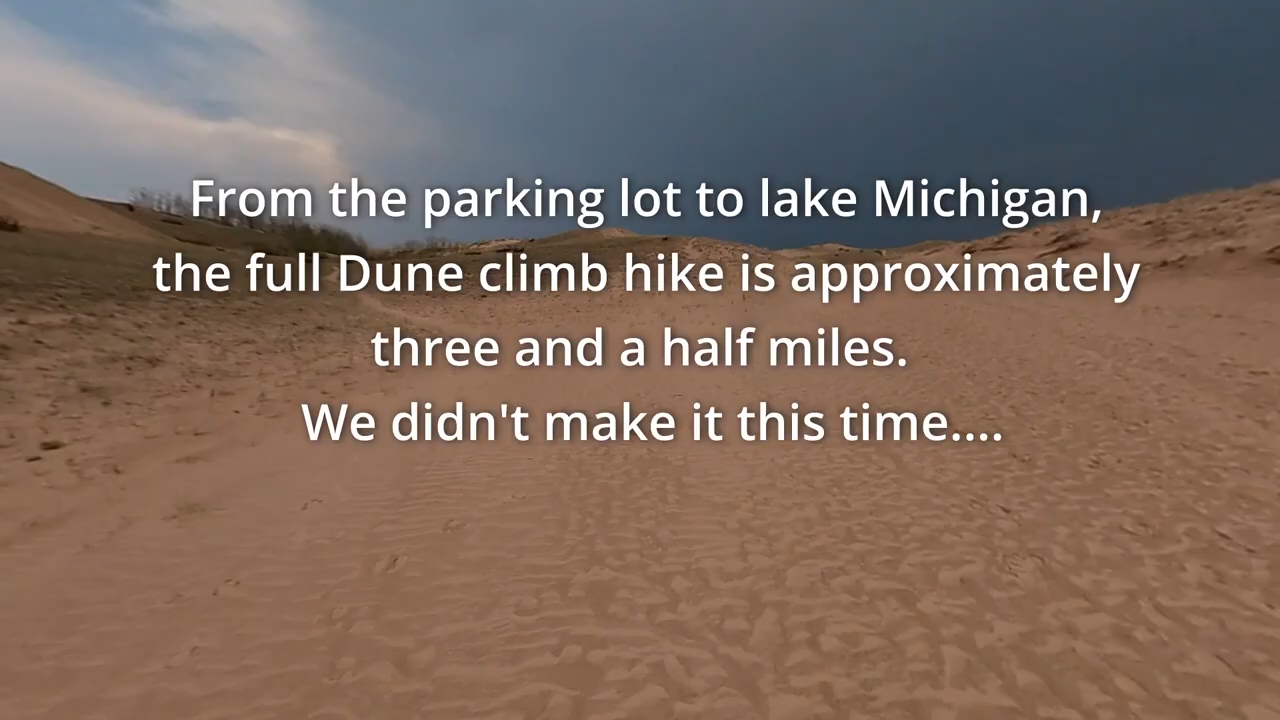 From the parking lot to lake Michigan,
the full Dune climb hike is approximately
three and a half miles.
We didn't make it this time....